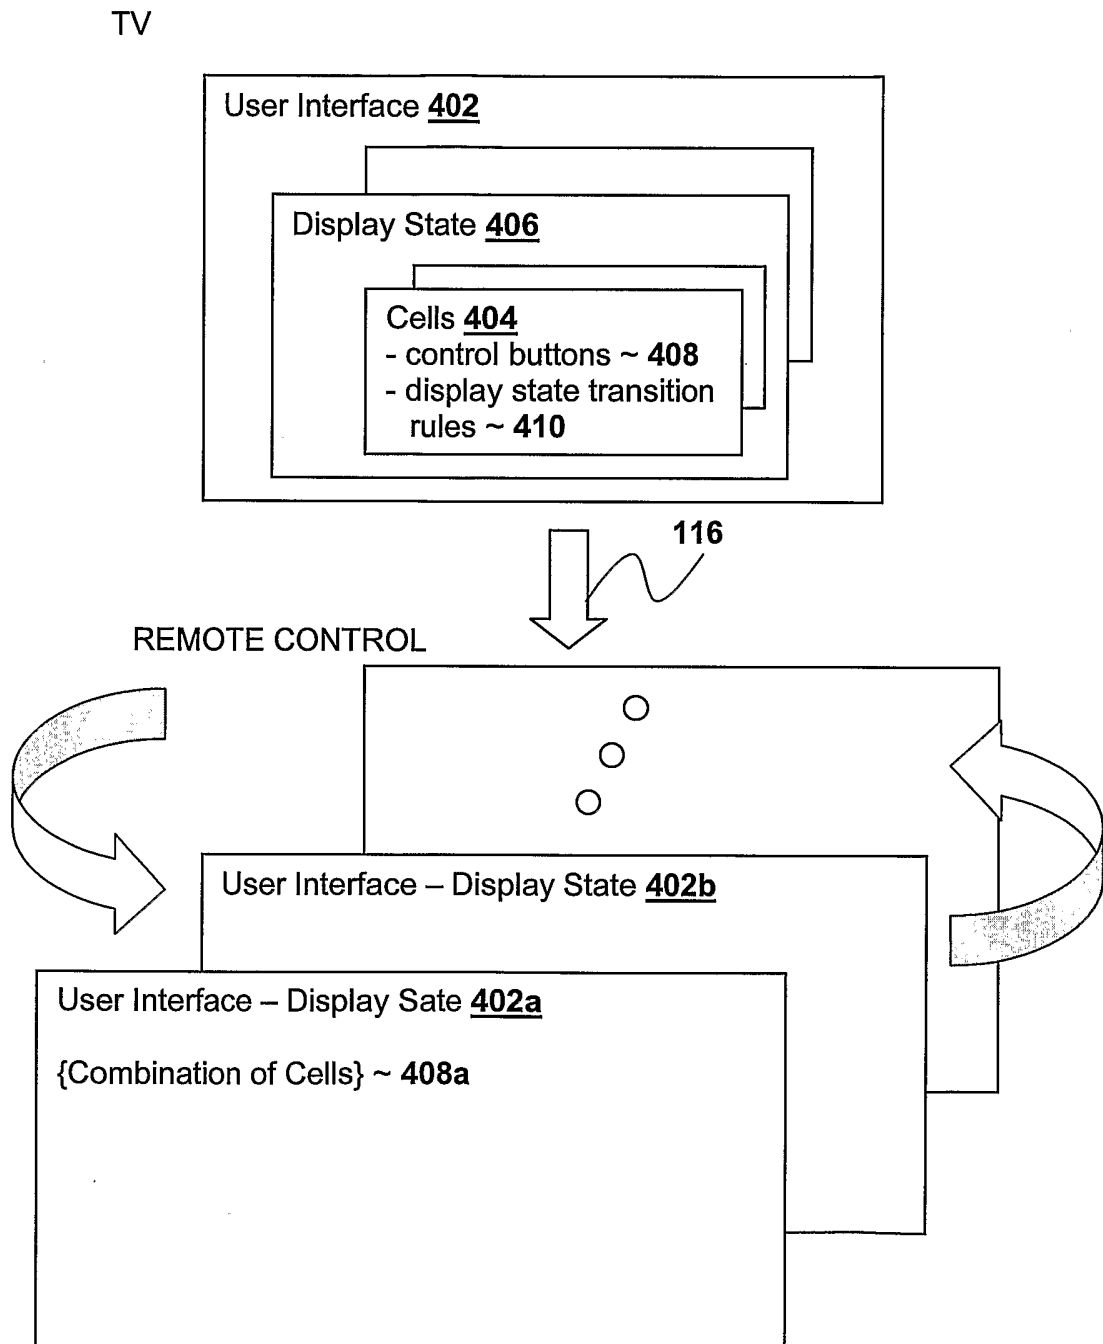 TV
User Interface 402
Display State 406
Cells 404
- control buttons ~ 408
- display state transition
rules ~ 410
116
REMOTE CONTROL
User Interface – Display State 402b
User Interface – Display Sate 402a
{Combination of Cells} ~ 408a